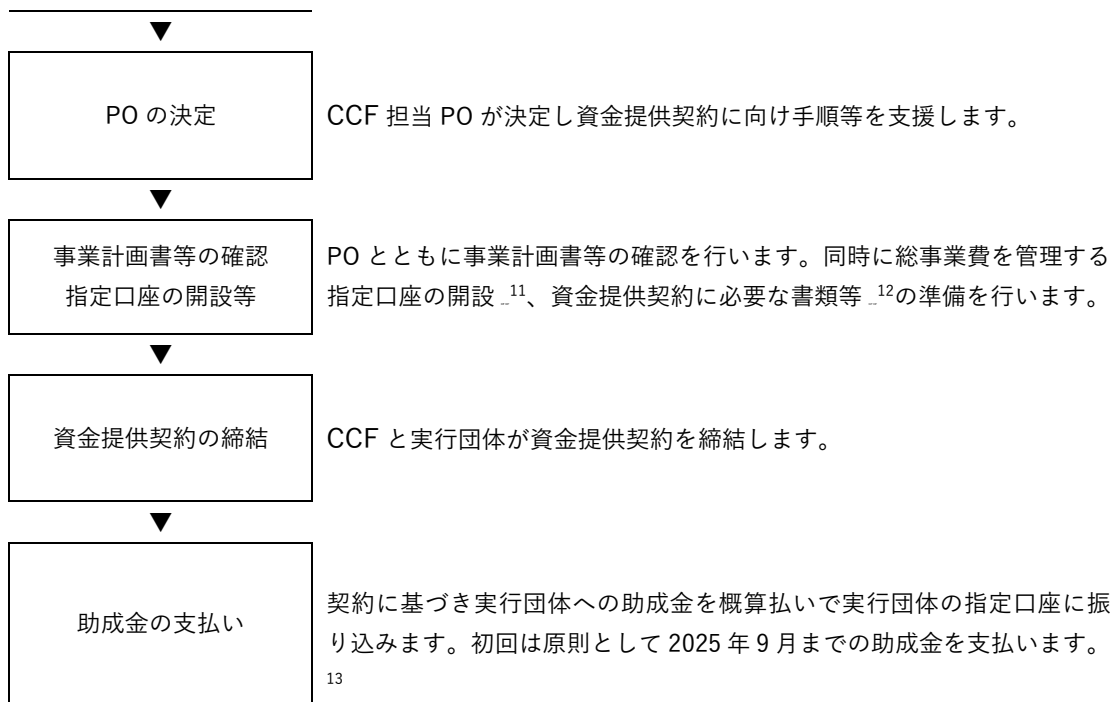 ▼
PO の決定
CCF 担当 PO が決定し資金提供契約に向け手順等を支援します。
▼
事業計画書等の確認
指定口座の開設等
PO とともに事業計画書等の確認を行います。同時に総事業費を管理する
指定口座の開設 11、資金提供契約に必要な書類等 12の準備を行います。
▼
資金提供契約の締結
CCF と実行団体が資金提供契約を締結します。
▼
助成金の支払い
契約に基づき実行団体への助成金を概算払いで実行団体の指定口座に振
り込みます。初回は原則として 2025 年 9 月までの助成金を支払います。
13